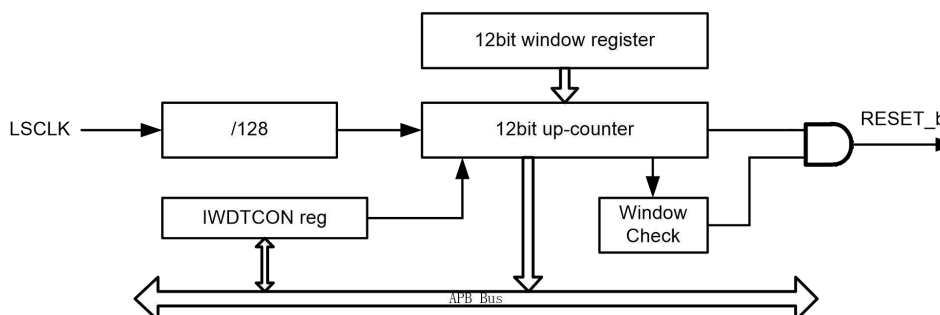 12bit window register
LSCLK
/128
12bit up-counter
RESET_b
IWDTCON reg
Window
Check
APB Bus